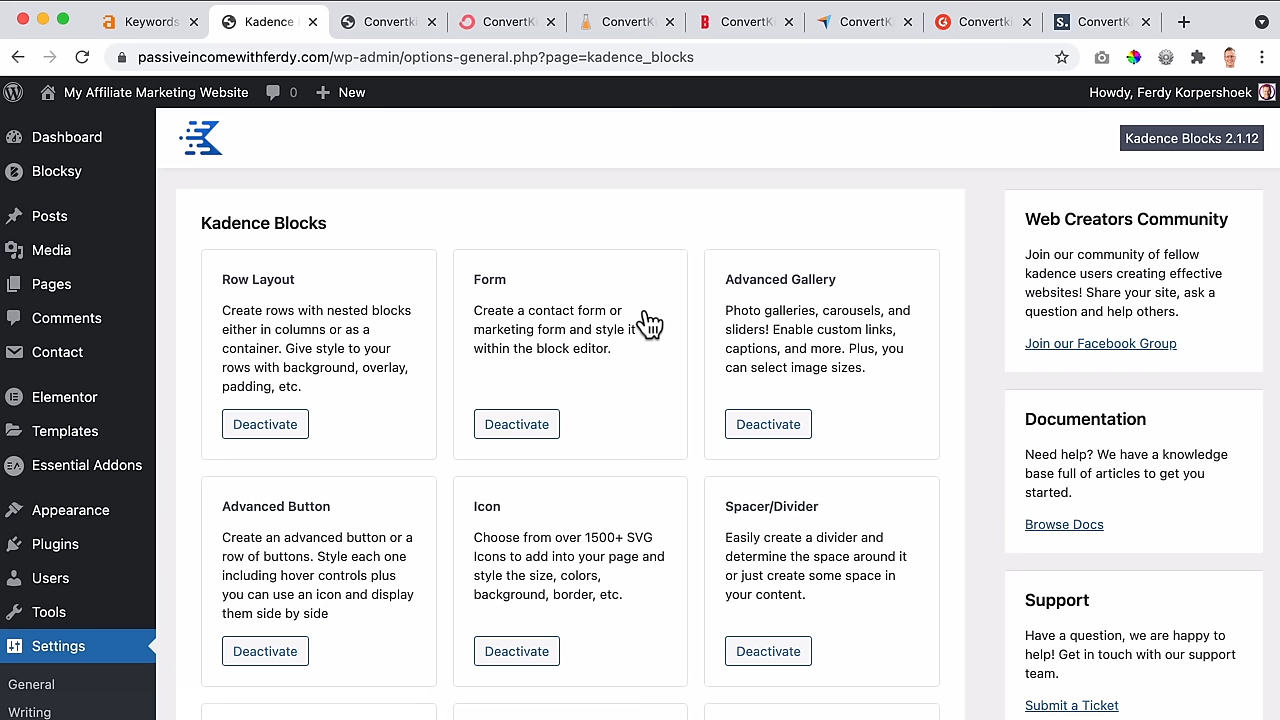 Keywords
Kadence
Convertki
ConvertK
ConvertK
ConvertK
ConvertK
Convertki
ConvertK
passiveincomewithferdy.com/wp-admin/options-general.php?page=kadence_blocks
My Affiliate Marketing Website
0
New
Howdy, Ferdy Korpershoek
Dashboard
Blocksy
Posts
Media
Pages
Comments
Contact
Elementor
Templates
Essential Addons
Appearance
Plugins
Users
Tools
Settings
General
Writing
Kadence Blocks 2.1.12
Kadence Blocks
Row Layout
Create rows with nested blocks
either in columns or as a
container. Give style to your
rows with background, overlay,
padding, etc.
Deactivate
Form
Create a contact form or
marketing form and style it
within the block editor.
Deactivate
Advanced Gallery
Photo galleries, carousels, and
sliders! Enable custom links,
captions, and more. Plus, you
can select image sizes.
Deactivate
Advanced Button
Create an advanced button or a
row of buttons. Style each one
including hover controls plus
you can use an icon and display
them side by side
Deactivate
Icon
Choose from over 1500+ SVG
Icons to add into your page and
style the size, colors,
background, border, etc.
Deactivate
Spacer/Divider
Easily create a divider and
determine the space around it
or just create some space in
your content.
Deactivate
Web Creators Community
Join our community of fellow
kadence users creating effective
websites! Share your site, ask a
question and help others.
Join our Facebook Group
Documentation
Need help? We have a knowledge
base full of articles to get you
started.
Browse Docs
Support
Have a question, we are happy to
help! Get in touch with our support
team.
Submit a Ticket